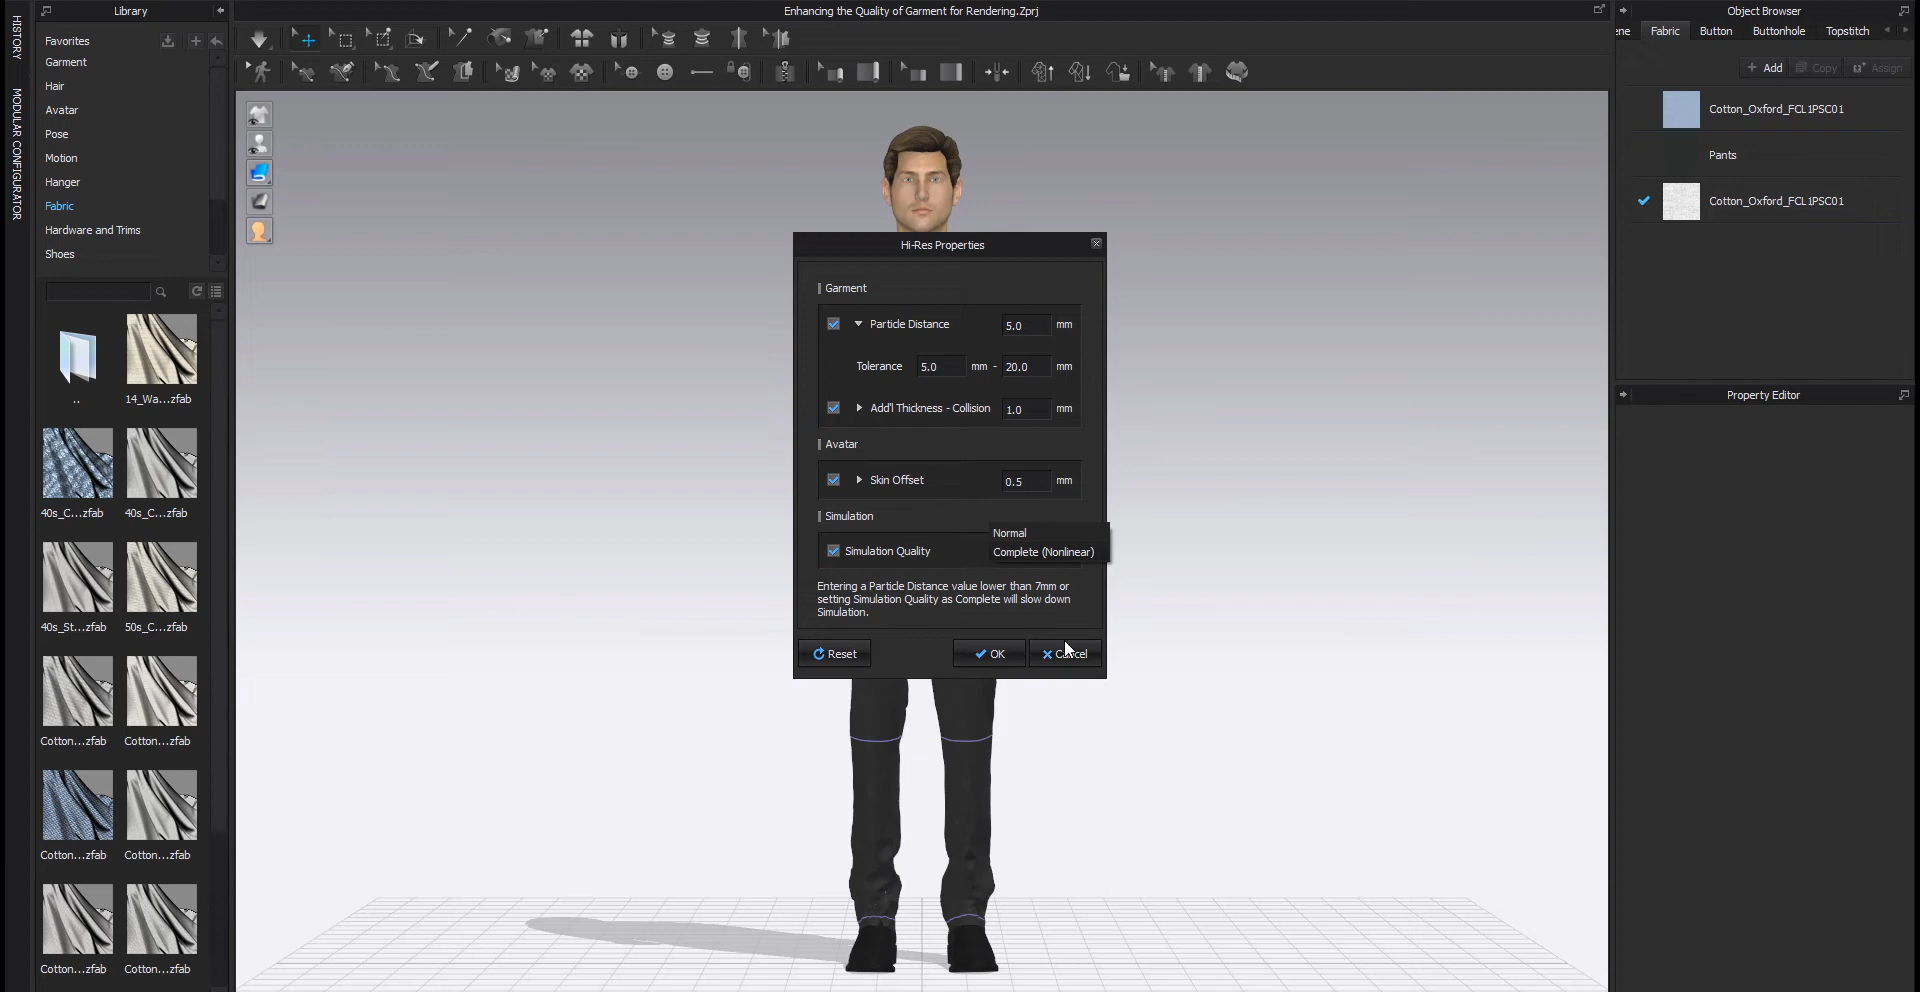 HISTORY
MODULAR CONFIGURATOR
Library
Favorites
Garment
Hair
Avatar
Pose
Motion
Hanger
Fabric
Hardware and Trims
Shoes
..
14_Wa...zfab
40s_C...zfab
40s_C...zfab
40s_St...zfab
50s_C...zfab
Cotton...zfab
Cotton...zfab
Cotton...zfab
Cotton...zfab
Cotton...zfab
Cotton...zfab
Enhancing the Quality of Garment for Rendering.Zprj
Hi-Res Properties
Garment
Particle Distance 5.0 mm
Tolerance 5.0 mm - 20.0 mm
Add'l Thickness - Collision 1.0 mm
Avatar
Skin Offset 0.5 mm
Simulation
Normal
Simulation Quality Complete (Nonlinear)
Entering a Particle Distance value lower than 7mm or
setting Simulation Quality as Complete will slow down
Simulation.
Reset OK Cancel
Object Browser
ene Fabric Button Buttonhole Topstitch
+ Add Copy Assign
Cotton_Oxford_FCL1PSC01
Pants
Cotton_Oxford_FCL1PSC01
Property Editor